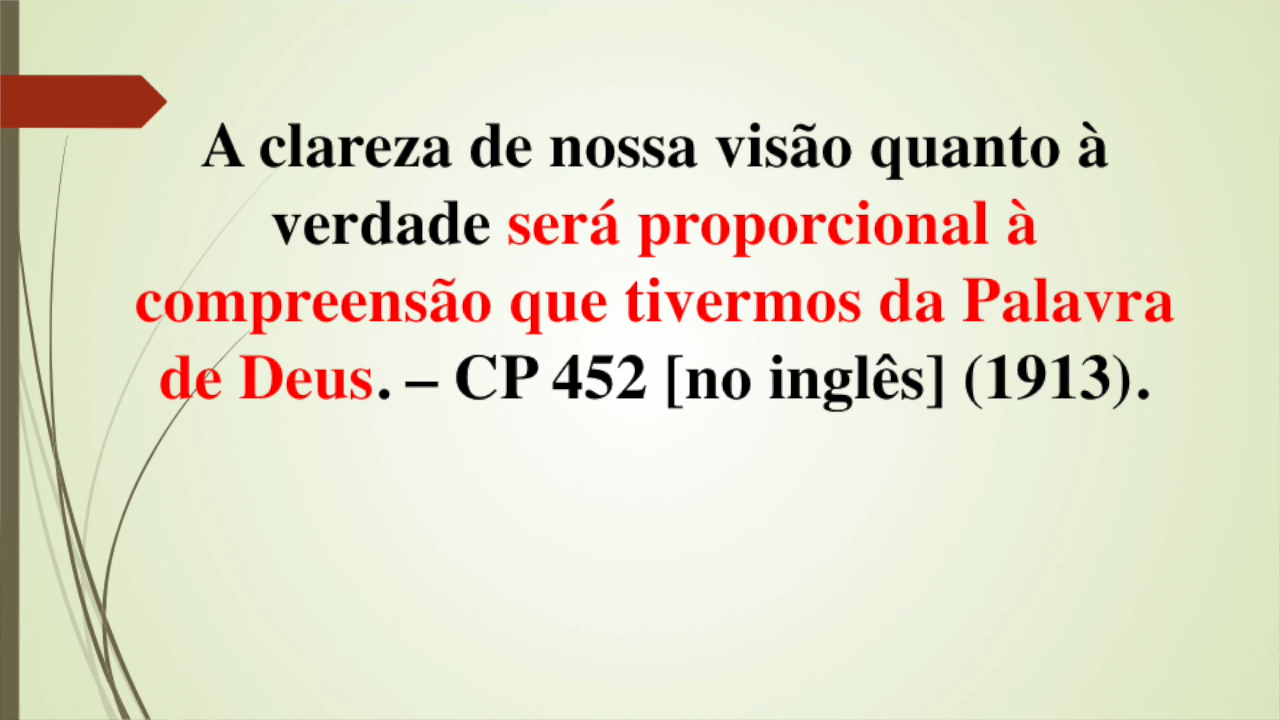 A clareza de nossa visão quanto à
verdade será proporcional à
compreensão que tivermos da Palavra
de Deus. – CP 452 [no inglês] (1913).